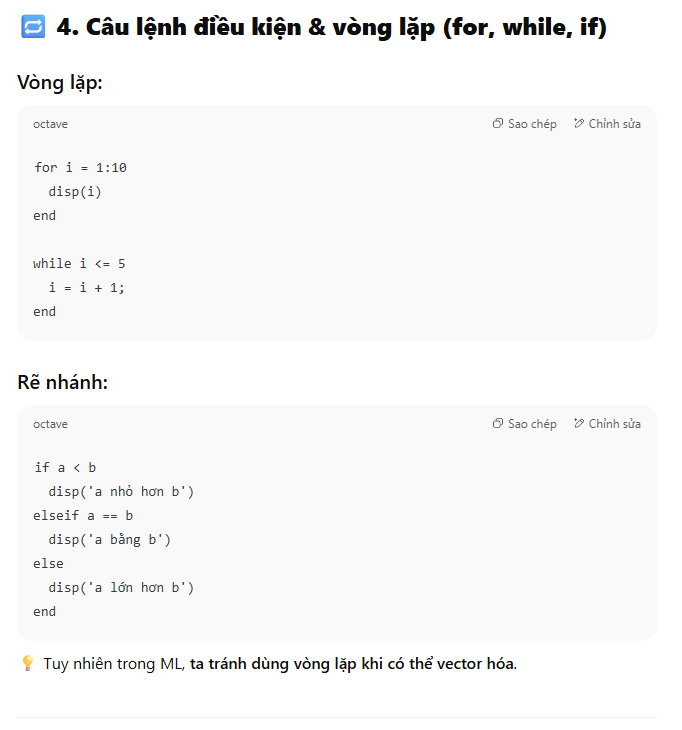 🔁 4. Câu lệnh điều kiện & vòng lặp (for, while, if)
Vòng lặp:
octave
Sao chép
Chỉnh sửa
for i = 1:10
  disp(i)
end
while i <= 5
  i = i + 1;
end
Rẽ nhánh:
octave
Sao chép
Chỉnh sửa
if a < b
  disp('a nhỏ hơn b')
elseif a == b
  disp('a bằng b')
else
  disp('a lớn hơn b')
end
💡 Tuy nhiên trong ML, ta tránh dùng vòng lặp khi có thể vector hóa.